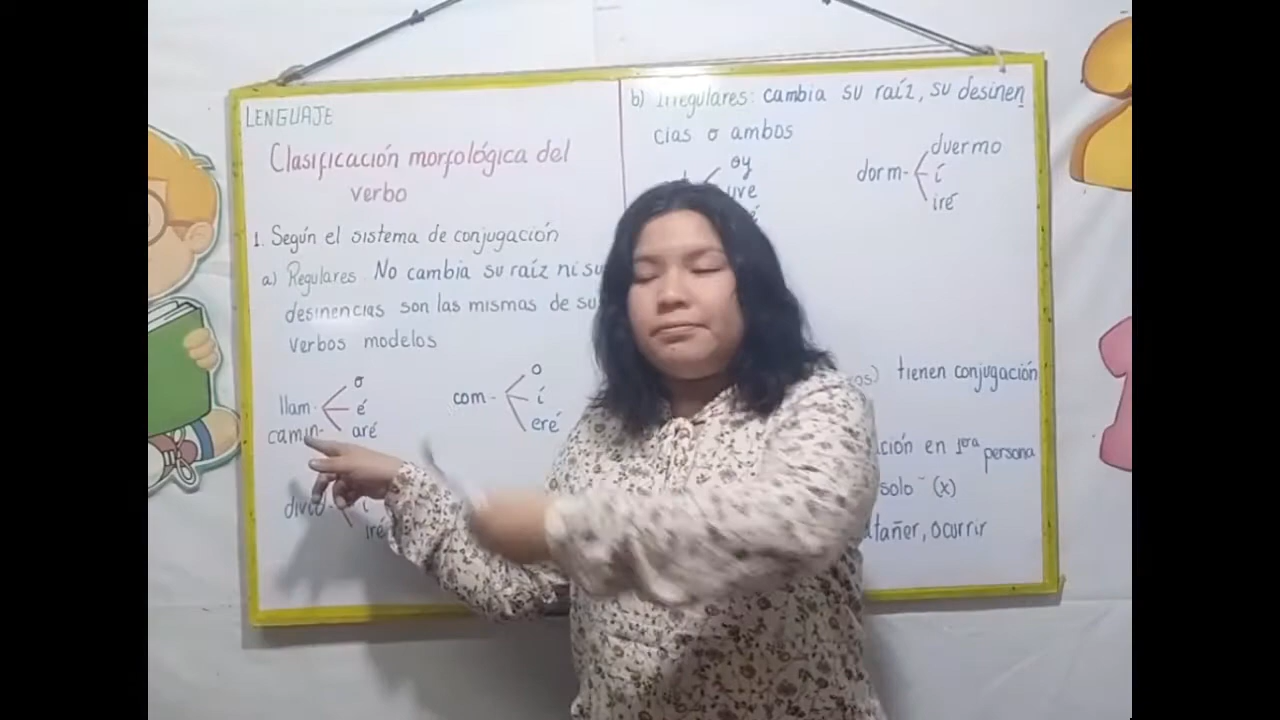 LENGUAJE
Clasificación morfológica del
verbo
1. Según el sistema de conjugación
a) Regulares No cambia su raíz ni su
desinencias son las mismas de su
verbos modelos
llam-
camin-
o
é
aré
com-
o
í
eré
iré
b) Irregulares: cambia su raíz, su desinen
cias o ambos
oy
uve
dorm-
duermo
í
iré
tienen conjugación
en 1era persona
solo (x)
atañer, ocurrir